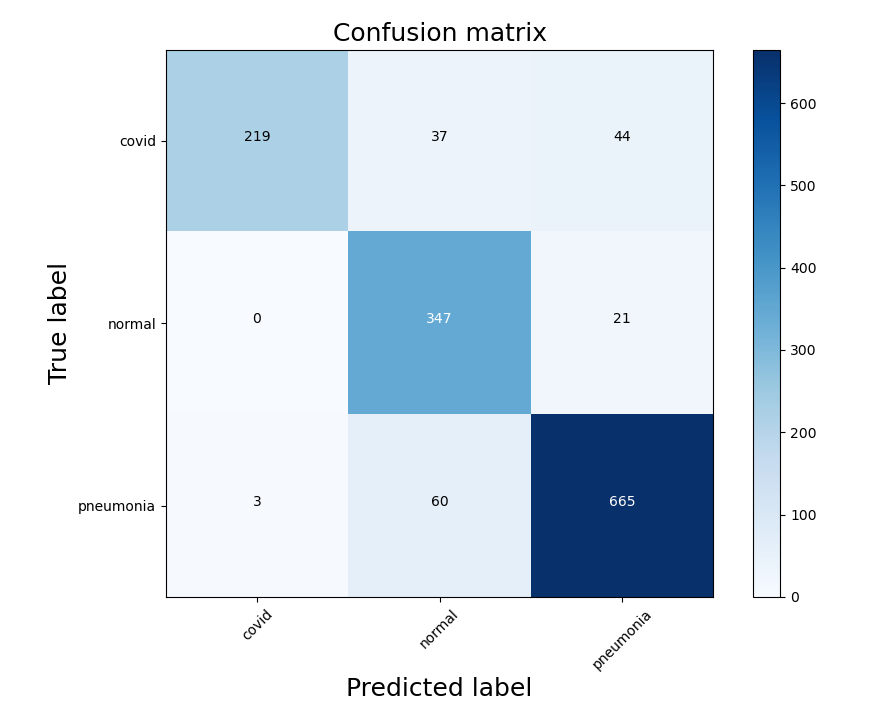 Confusion matrix
covid 219 37 44
normal 0 347 21
pneumonia 3 60 665
covid normal pneumonia
True label
Predicted label
600
500
400
300
200
100
0